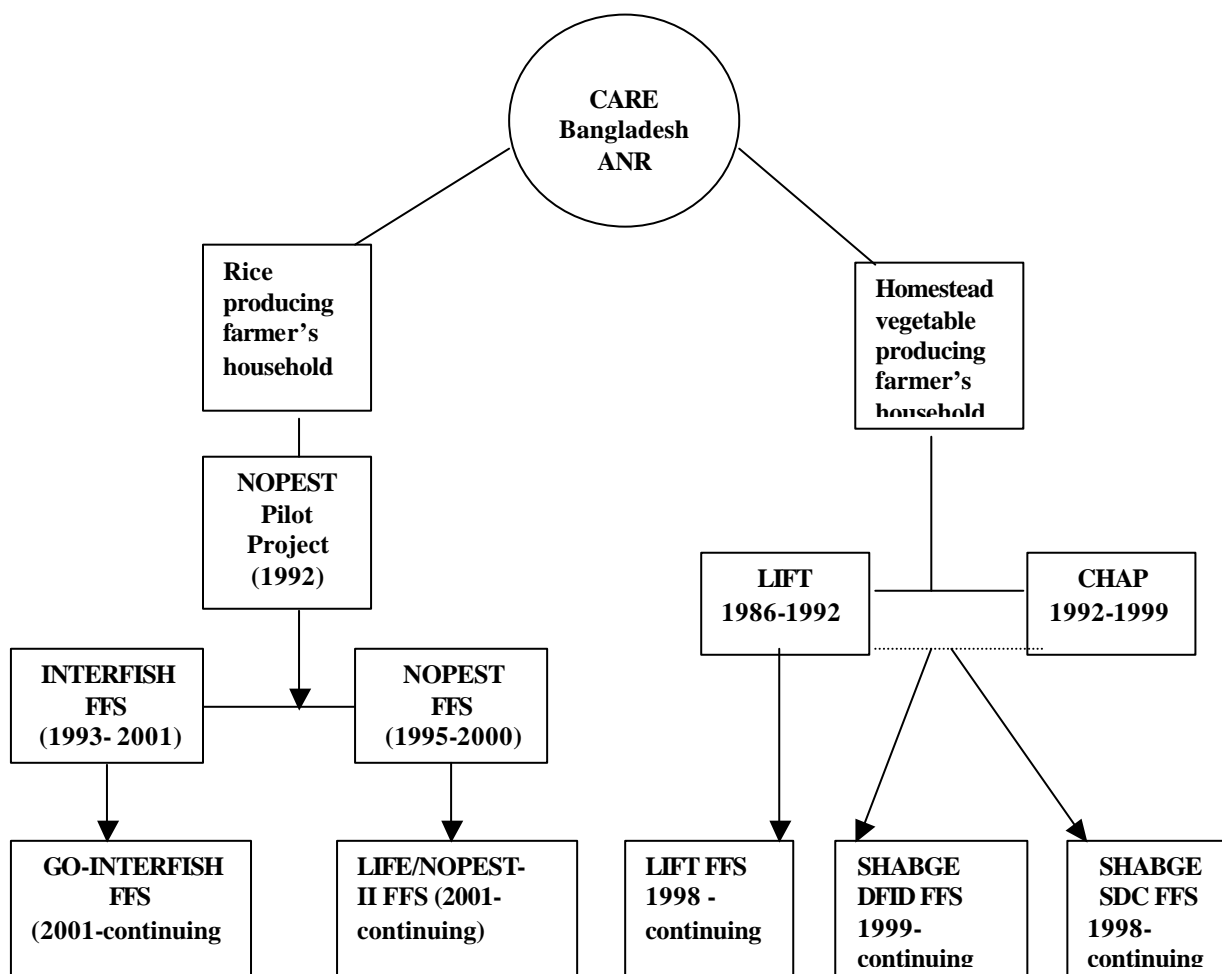 CARE
Bangladesh
ANR
Rice
producing
farmer’s
household
Homestead
vegetable
producing
farmer’s
household
NOPEST
Pilot
Project
(1992)
LIFT
1986-1992
CHAP
1992-1999
INTERFISH
FFS
(1993- 2001)
NOPEST
FFS
(1995-2000)
GO-INTERFISH
FFS
(2001-continuing
LIFE/NOPEST-
II FFS (2001-
continuing)
LIFT FFS
1998 -
continuing
SHABGE
DFID FFS
1999-
continuing
SHABGE
SDC FFS
1998-
continuing